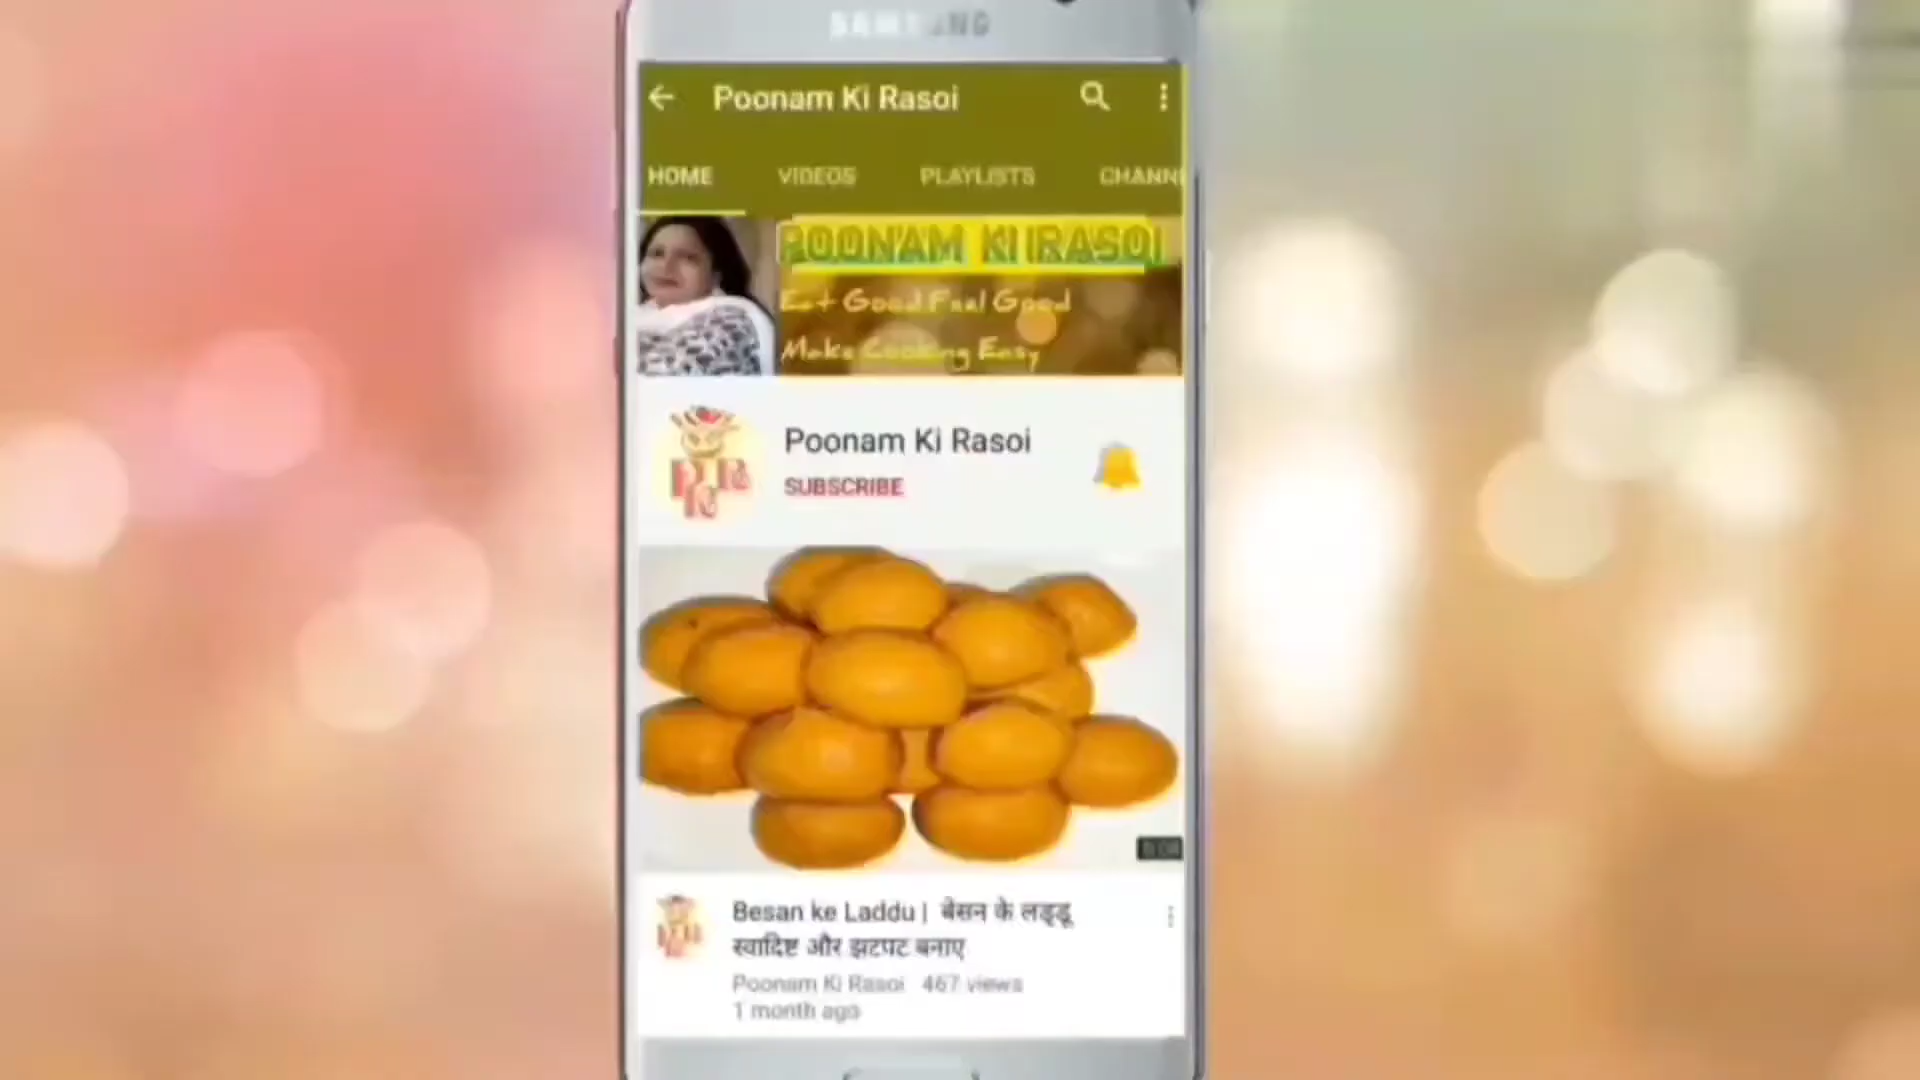 SAMSUNG
Poonam Ki Rasoi
HOME VIDEOS PLAYLISTS CHANN
POONAM KI RASOI
Eat Good Feel Good
Make Cooking Easy
Poonam Ki Rasoi
SUBSCRIBE
Besan ke Laddu | बेसन के लड्डू
स्वादिष्ट और झटपट बनाए
Poonam Ki Rasoi 467 views
1 month ago